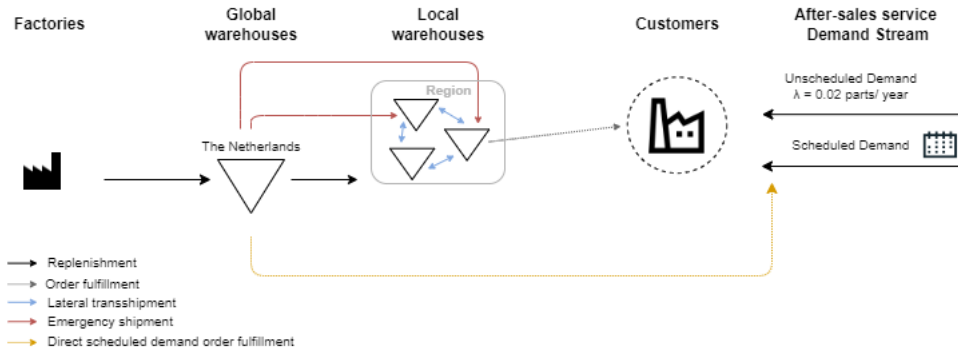 Factories
Global
warehouses
Local
warehouses
Customers
After-sales service
Demand Stream
Region
Unscheduled Demand
λ = 0.02 parts/ year
The Netherlands
Scheduled Demand
Replenishment
Order fulfillment
Lateral transshipment
Emergency shipment
Direct scheduled demand order fulfillment